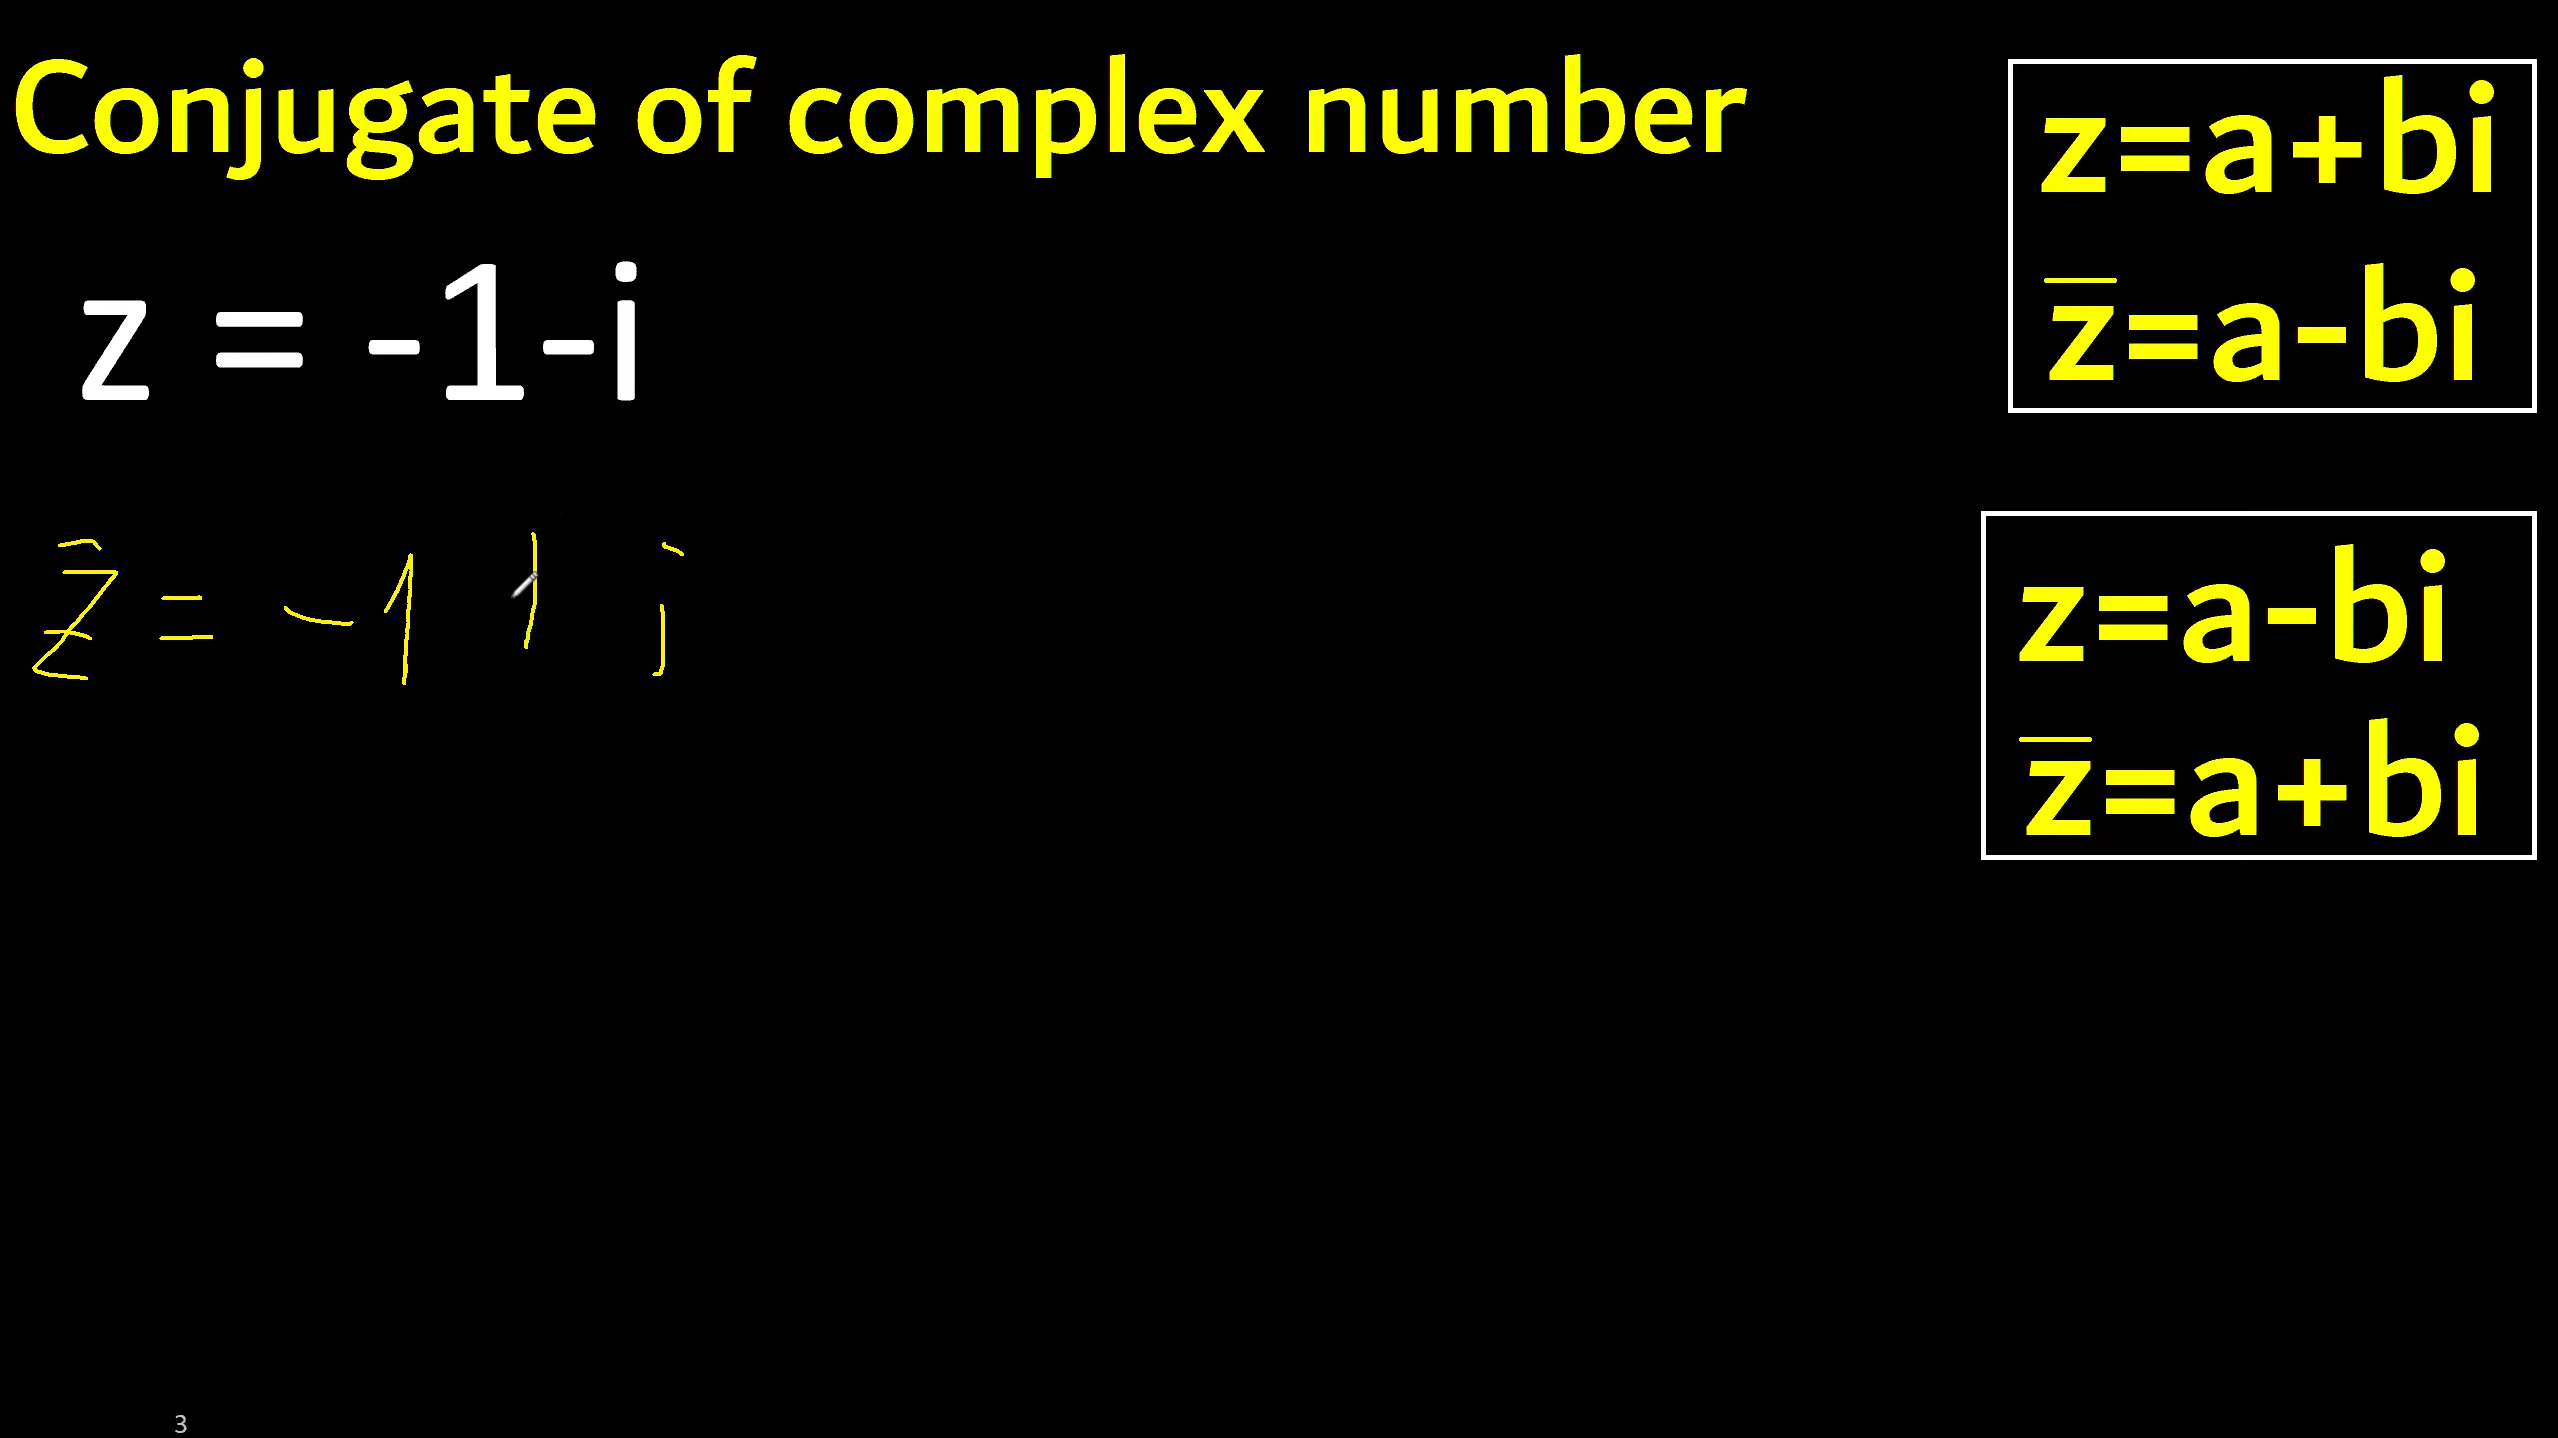 Conjugate of complex number
z = -1-i
z̄ = -1 | i
z=a+bi
z̄=a-bi
z=a-bi
z̄=a+bi
3